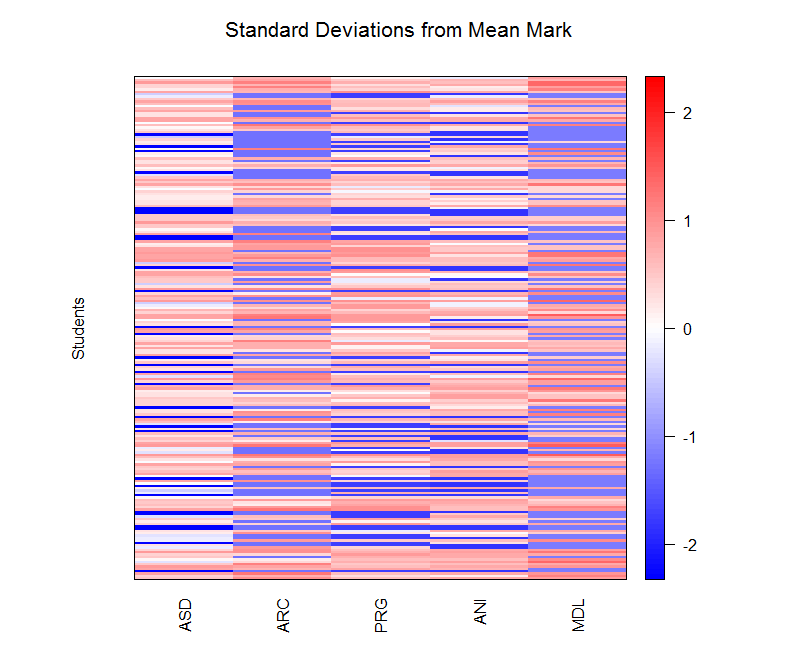 Standard Deviations from Mean Mark
Students
2
1
0
-1
-2
ASD
ARC
PRG
ANI
MDL